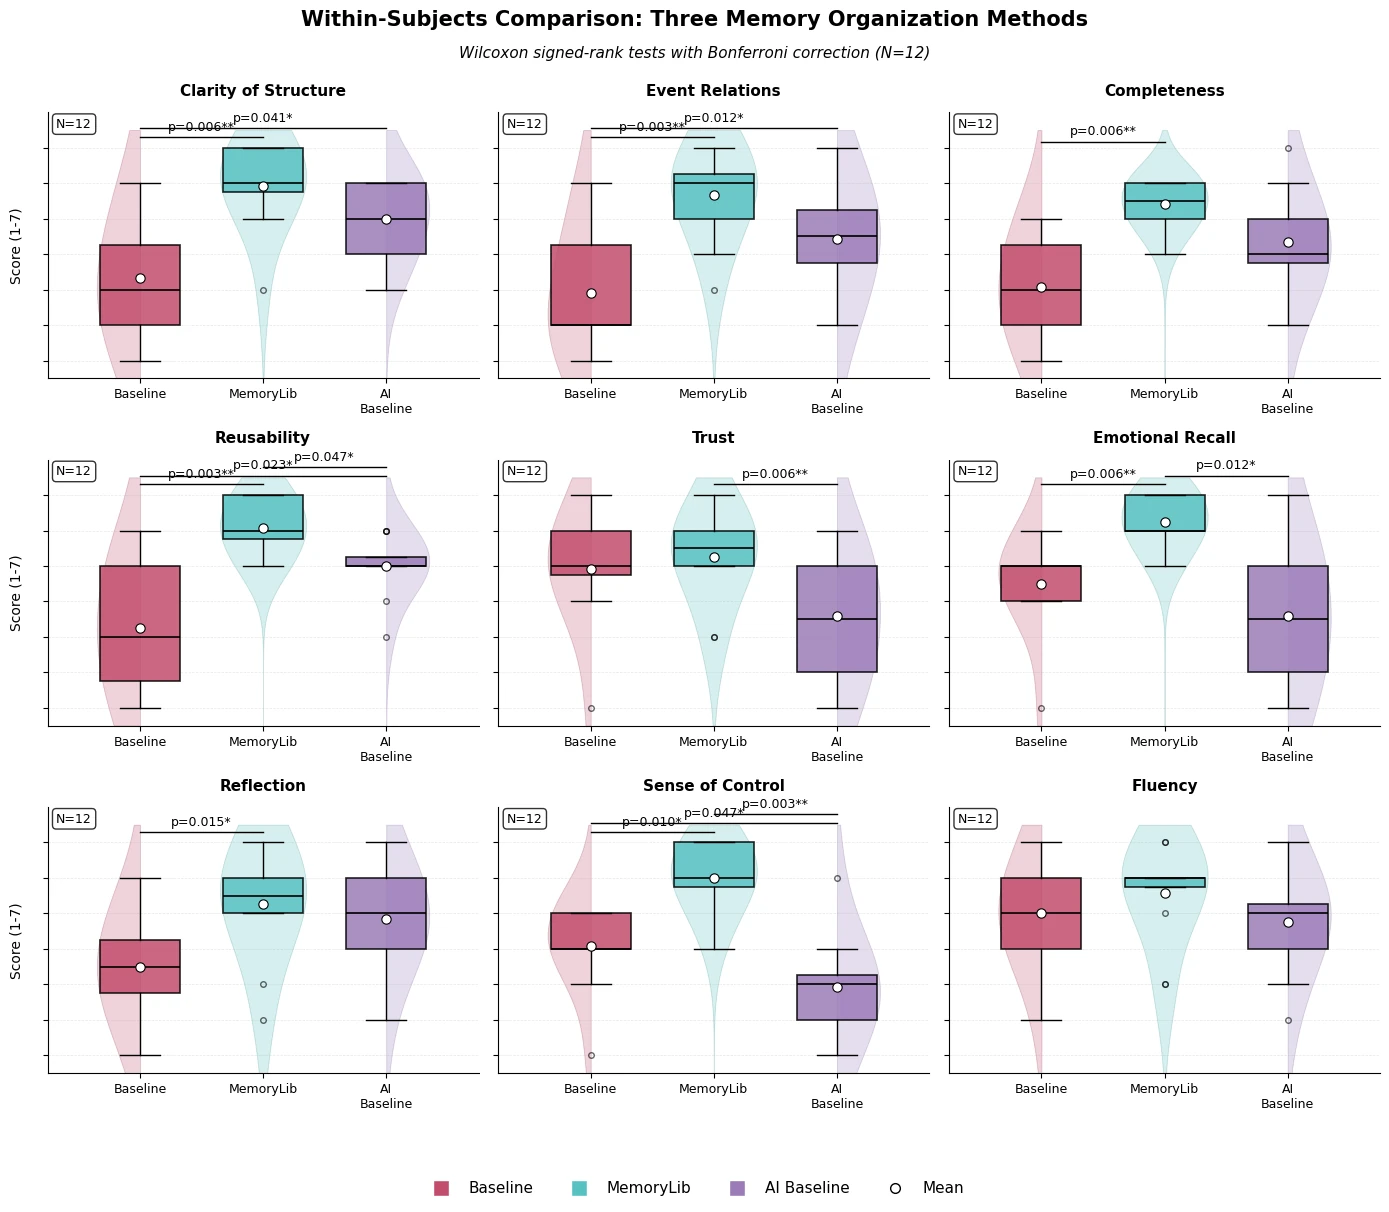 Within-Subjects Comparison: Three Memory Organization Methods
Wilcoxon signed-rank tests with Bonferroni correction (N=12)
Clarity of Structure
N=12
p=0.041*
p=0.006**
Score (1-7)
Baseline
MemoryLib
AI
Baseline
Event Relations
N=12
p=0.012*
p=0.003**
Baseline
MemoryLib
AI
Baseline
Completeness
N=12
p=0.006**
Baseline
MemoryLib
AI
Baseline
Reusability
N=12
p=0.047*
p=0.023*
p=0.003**
Score (1-7)
Baseline
MemoryLib
AI
Baseline
Trust
N=12
p=0.006**
Baseline
MemoryLib
AI
Baseline
Emotional Recall
N=12
p=0.012*
p=0.006**
Baseline
MemoryLib
AI
Baseline
Reflection
N=12
p=0.015*
Score (1-7)
Baseline
MemoryLib
AI
Baseline
Sense of Control
N=12
p=0.003**
p=0.047*
p=0.010*
Baseline
MemoryLib
AI
Baseline
Fluency
N=12
Baseline
MemoryLib
AI
Baseline
Baseline
MemoryLib
AI Baseline
Mean